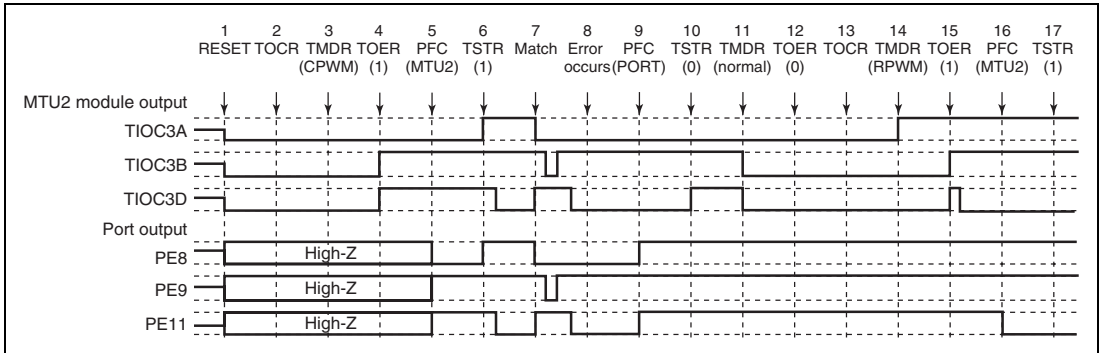 1 2 3 4 5 6 7 8 9 10 11 12 13 14 15 16 17
RESET TOCR TMDR TOER PFC TSTR Match Error PFC TSTR TMDR TOER TOCR TMDR TOER PFC TSTR
(CPWM) (1) (MTU2) (1) occurs (PORT) (0) (normal) (0) (RPWM) (1) (MTU2) (1)
MTU2 module output
TIOC3A
TIOC3B
TIOC3D
Port output
PE8 High-Z
PE9 High-Z
PE11 High-Z